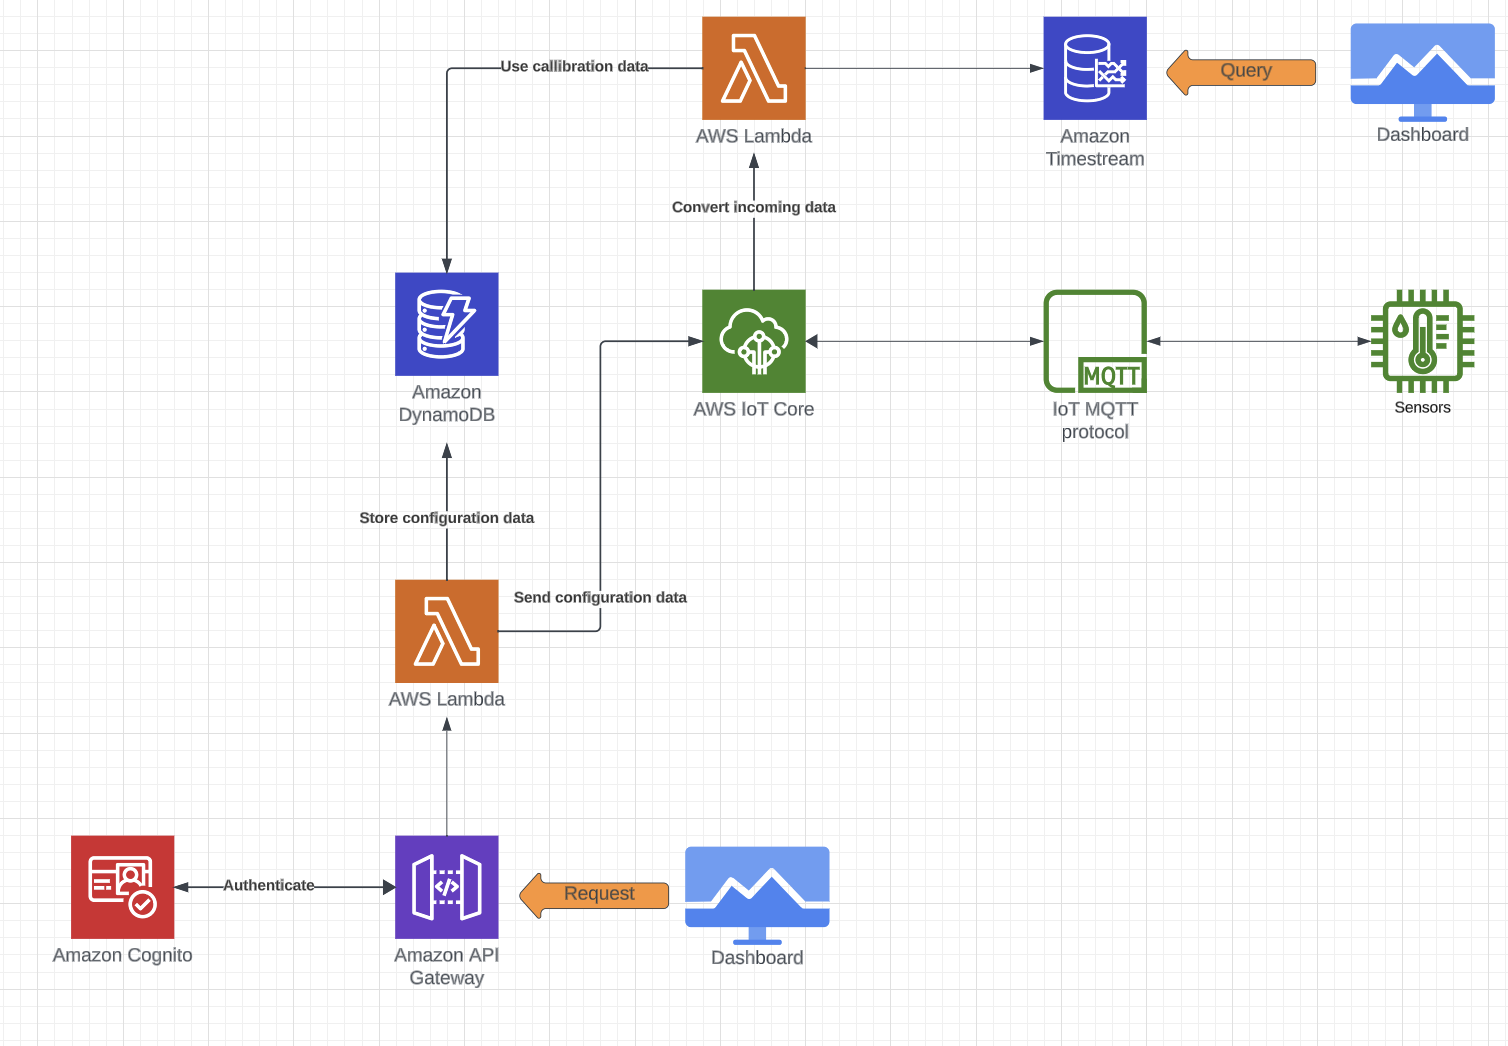 Use callibration data
Query
AWS Lambda
Amazon
Timestream
Dashboard
Convert incoming data
Amazon
DynamoDB
AWS IoT Core
MQTT
IoT MQTT
protocol
Sensors
Store configuration data
Send configuration data
AWS Lambda
Authenticate
Request
Amazon Cognito
Amazon API
Gateway
Dashboard